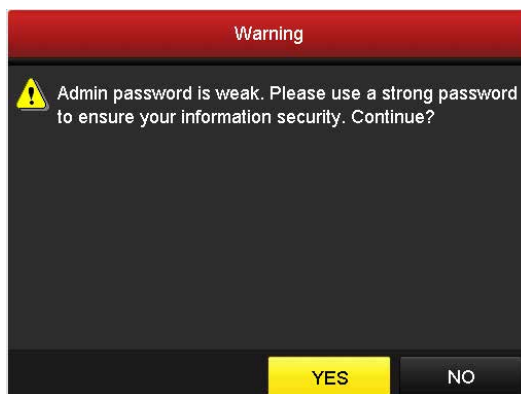 Warning
Admin password is weak. Please use a strong password
to ensure your information security. Continue?
YES
NO